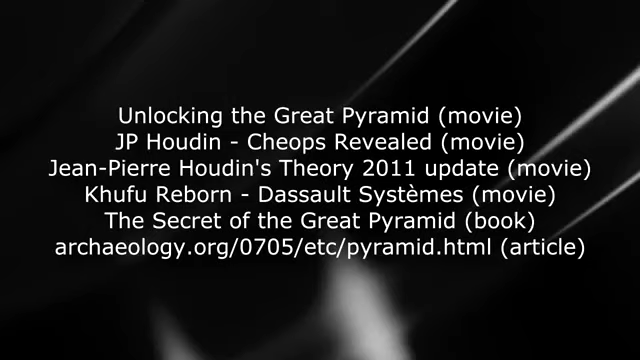 Unlocking the Great Pyramid (movie)
JP Houdin - Cheops Revealed (movie)
Jean-Pierre Houdin's Theory 2011 update (movie)
Khufu Reborn - Dassault Systèmes (movie)
The Secret of the Great Pyramid (book)
archaeology.org/0705/etc/pyramid.html (article)